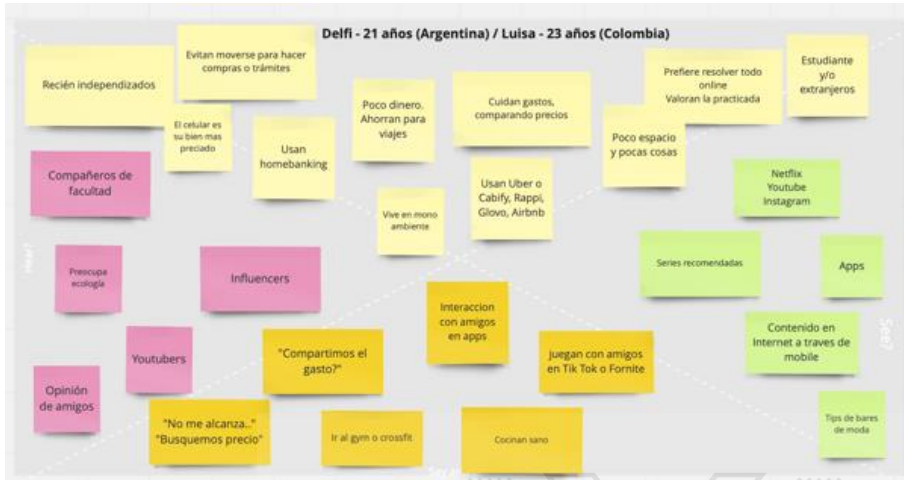 Delfi - 21 años (Argentina) / Luisa - 23 años (Colombia)
Recién independizados
Evitan moverse para hacer
compras o trámites
El celular es
su bien mas
preciado
Usan
homebanking
Poco dinero.
Ahorran para
viajes
Vive en mono
ambiente
Cuidan gastos,
comparando precios
Usan Uber o
Cabify, Rappi,
Glovo, Airbnb
Poco espacio
y pocas cosas
Prefiere resolver todo
online
Valoran la practicada
Estudiante
y/o
extranjeros
Compañeros de
facultad
Preocupa
ecología
Influencers
Youtubers
Opinión
de amigos
Hear?
Netflix
Youtube
Instagram
Series recomendadas
Apps
Contenido en
Internet a traves de
mobile
Tips de bares
de moda
See?
Interaccion
con amigos
en apps
"Compartimos el
gasto?"
Juegan con amigos
en Tik Tok o Fornite
"No me alcanza.."
"Busquemos precio"
Ir al gym o crossfit
Cocinan sano